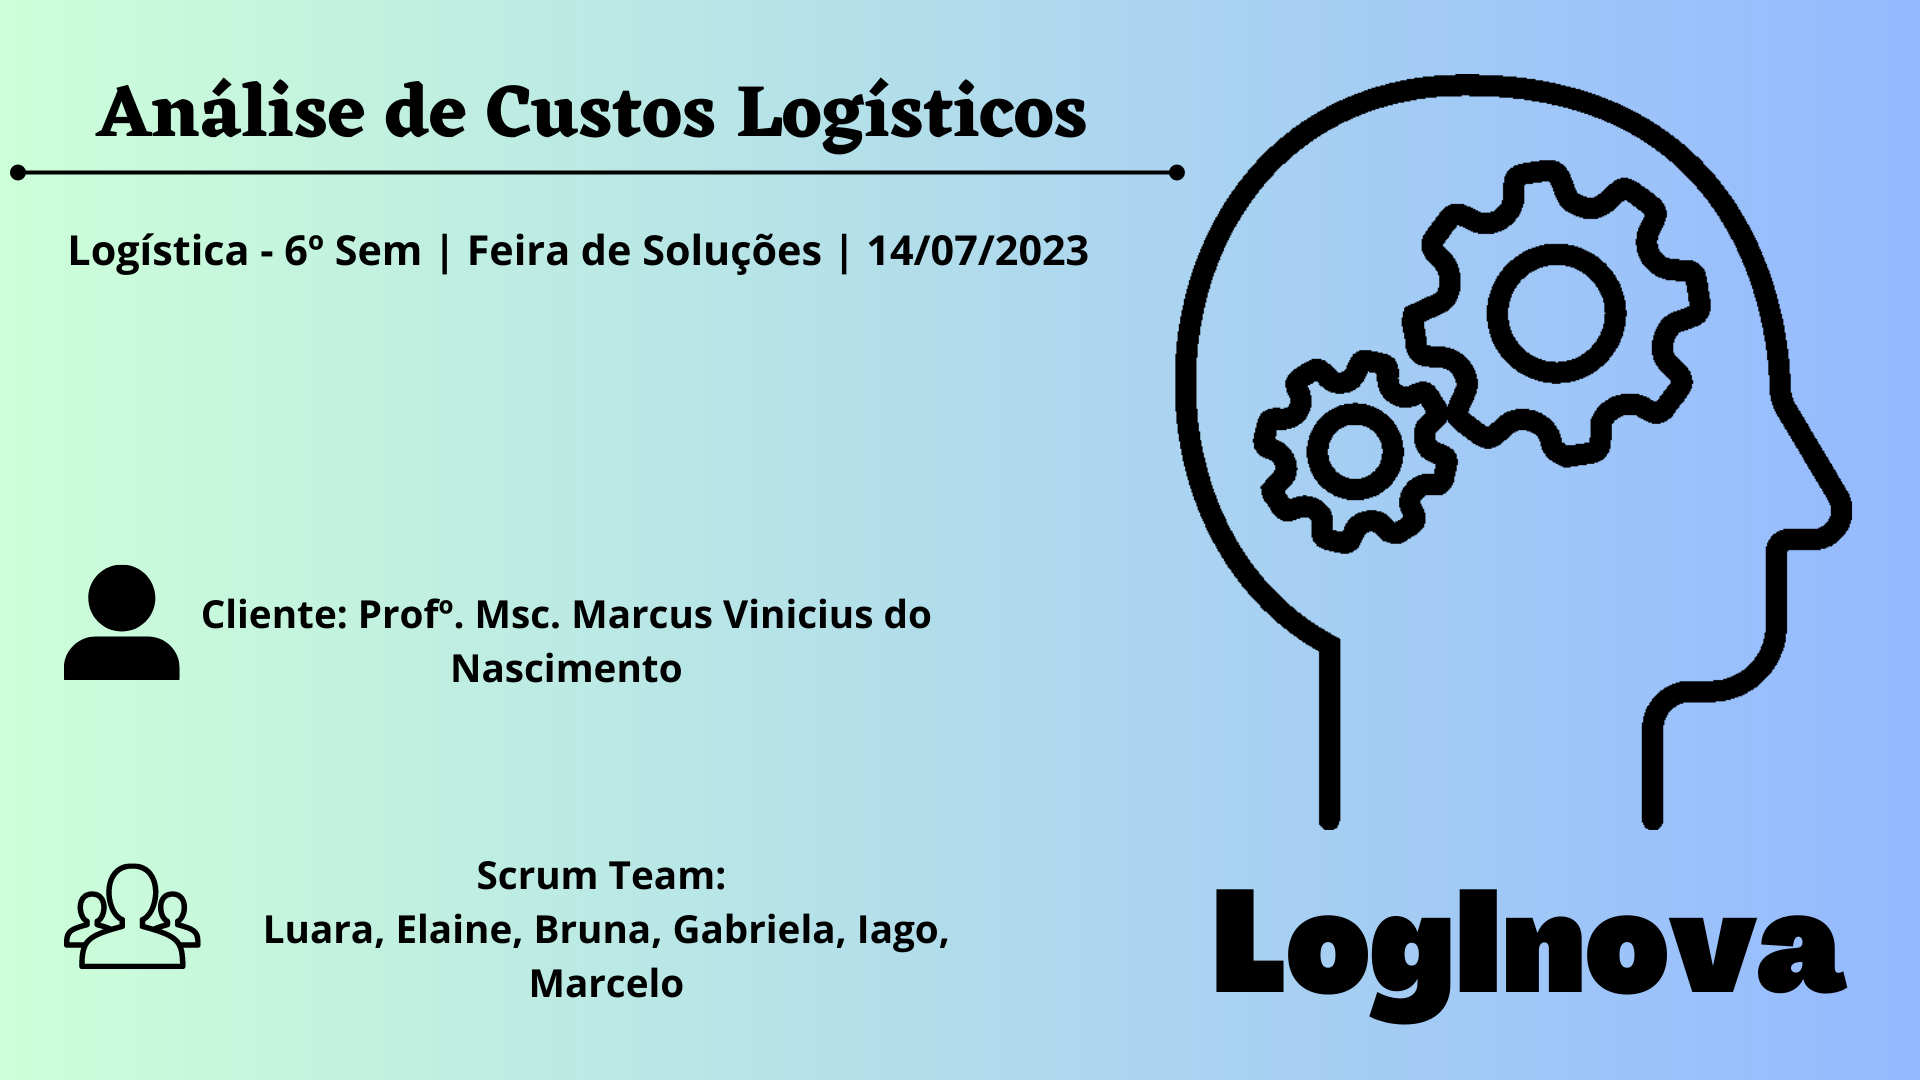 Análise de Custos Logísticos
Logística - 6º Sem | Feira de Soluções | 14/07/2023
Cliente: Profº. Msc. Marcus Vinicius do
Nascimento
Scrum Team:
Luara, Elaine, Bruna, Gabriela, Iago,
Marcelo
LogInova